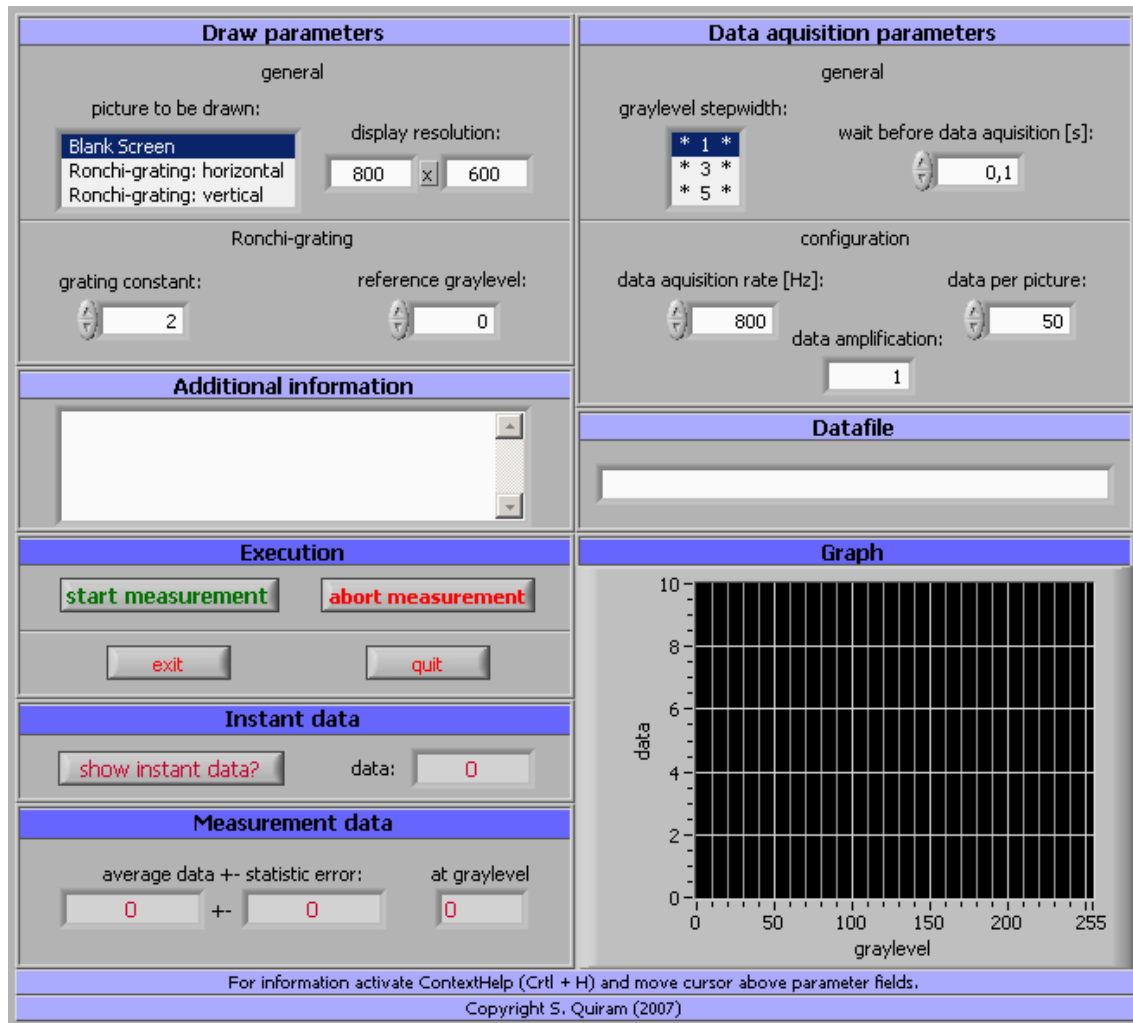 Draw parameters
general
picture to be drawn:
Blank Screen
Ronchi-grating: horizontal
Ronchi-grating: vertical
display resolution:
800 x 600
Ronchi-grating
grating constant:
2
reference graylevel:
0
Data aquisition parameters
general
graylevel stepwidth:
* 1 *
* 3 *
* 5 *
wait before data aquisition [s]:
0,1
configuration
data aquisition rate [Hz]:
800
data per picture:
50
data amplification:
1
Additional information
Datafile
Execution
start measurement
abort measurement
exit
quit
Instant data
show instant data?
data:
0
Measurement data
average data +- statistic error:
0 +- 0
at graylevel
0
Graph
10
8
6
4
2
0
data
0 50 100 150 200 255
graylevel
For information activate ContextHelp (Crtl + H) and move cursor above parameter fields.
Copyright S. Quiram (2007)